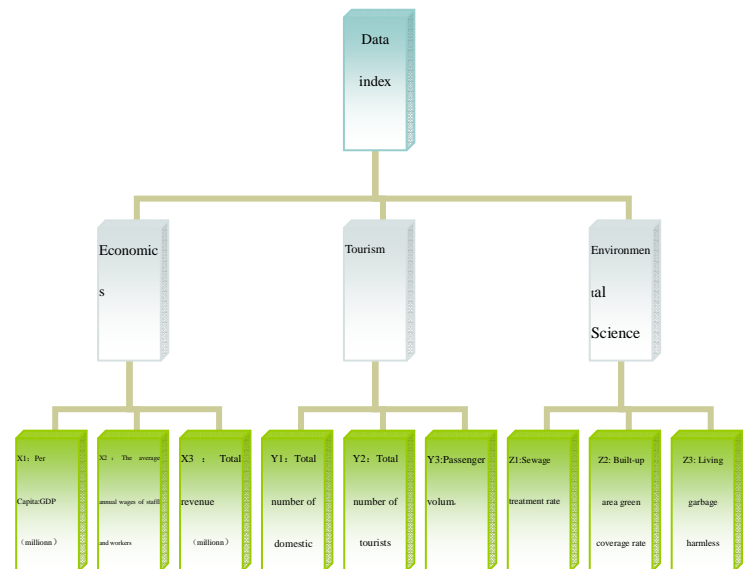 Data
index
Economic
s
Tourism
Environmen
tal
Science
X1: Per
Capita:GDP
（millionn）
X2 : The average
annual wages of staffl
and workers
X3 : Total
revenue
（millionn）
Y1: Total
number of
domestic
Y2: Total
number of
tourists
Y3:Passenger
volum.
Z1:Sewage
treatment rate
Z2: Built-up
area green
coverage rate
Z3: Living
garbage
harmless